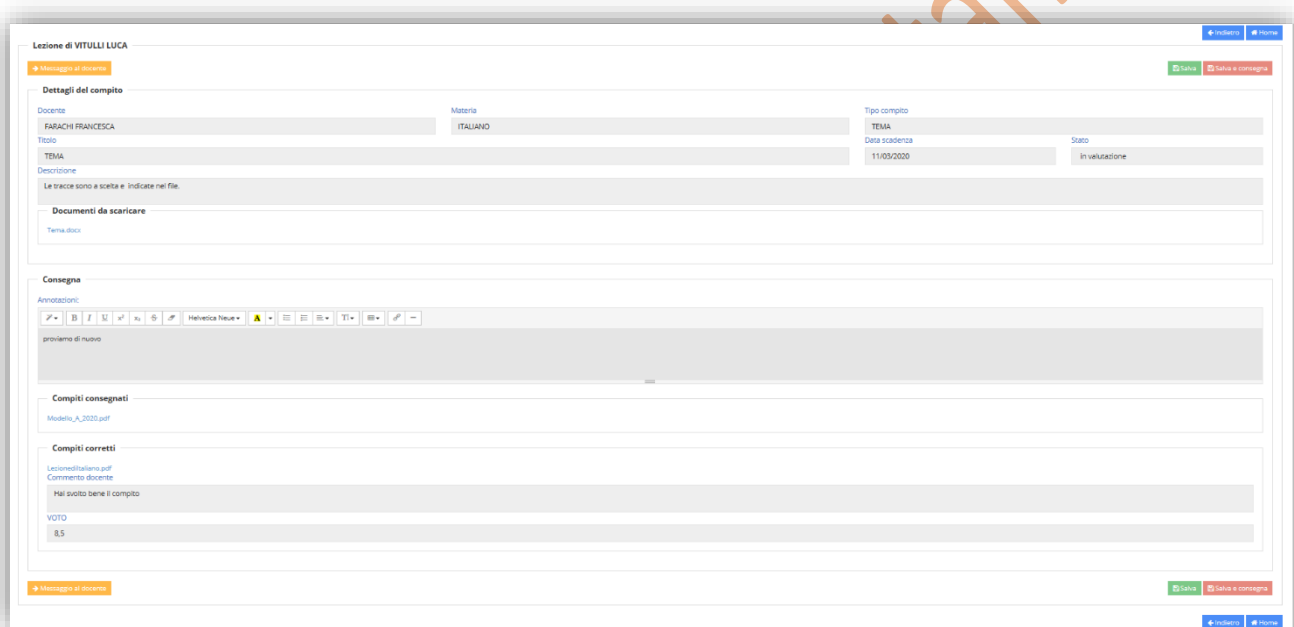 Indietro Home
Lezione di VITULLI LUCA
Messaggio al docente Salva Salva e consegna
Dettagli del compito
Docente Materia Tipo compito
FARACHI FRANCESCA ITALIANO TEMA
Titolo Data scadenza Stato
TEMA 11/03/2020 in valutazione
Descrizione
Le tracce sono a scelta e indicate nel file.
Documenti da scaricare
Tema.docx
Consegna
Annotazioni:
B I U x² x₂ S Helvetica Neue A
proviamo di nuovo
Compiti consegnati
Modello_A_2020.pdf
Compiti corretti
LezionediItaliano.pdf
Commento docente
Hai svolto bene il compito
VOTO
8,5
Messaggio al docente Salva Salva e consegna
Indietro Home